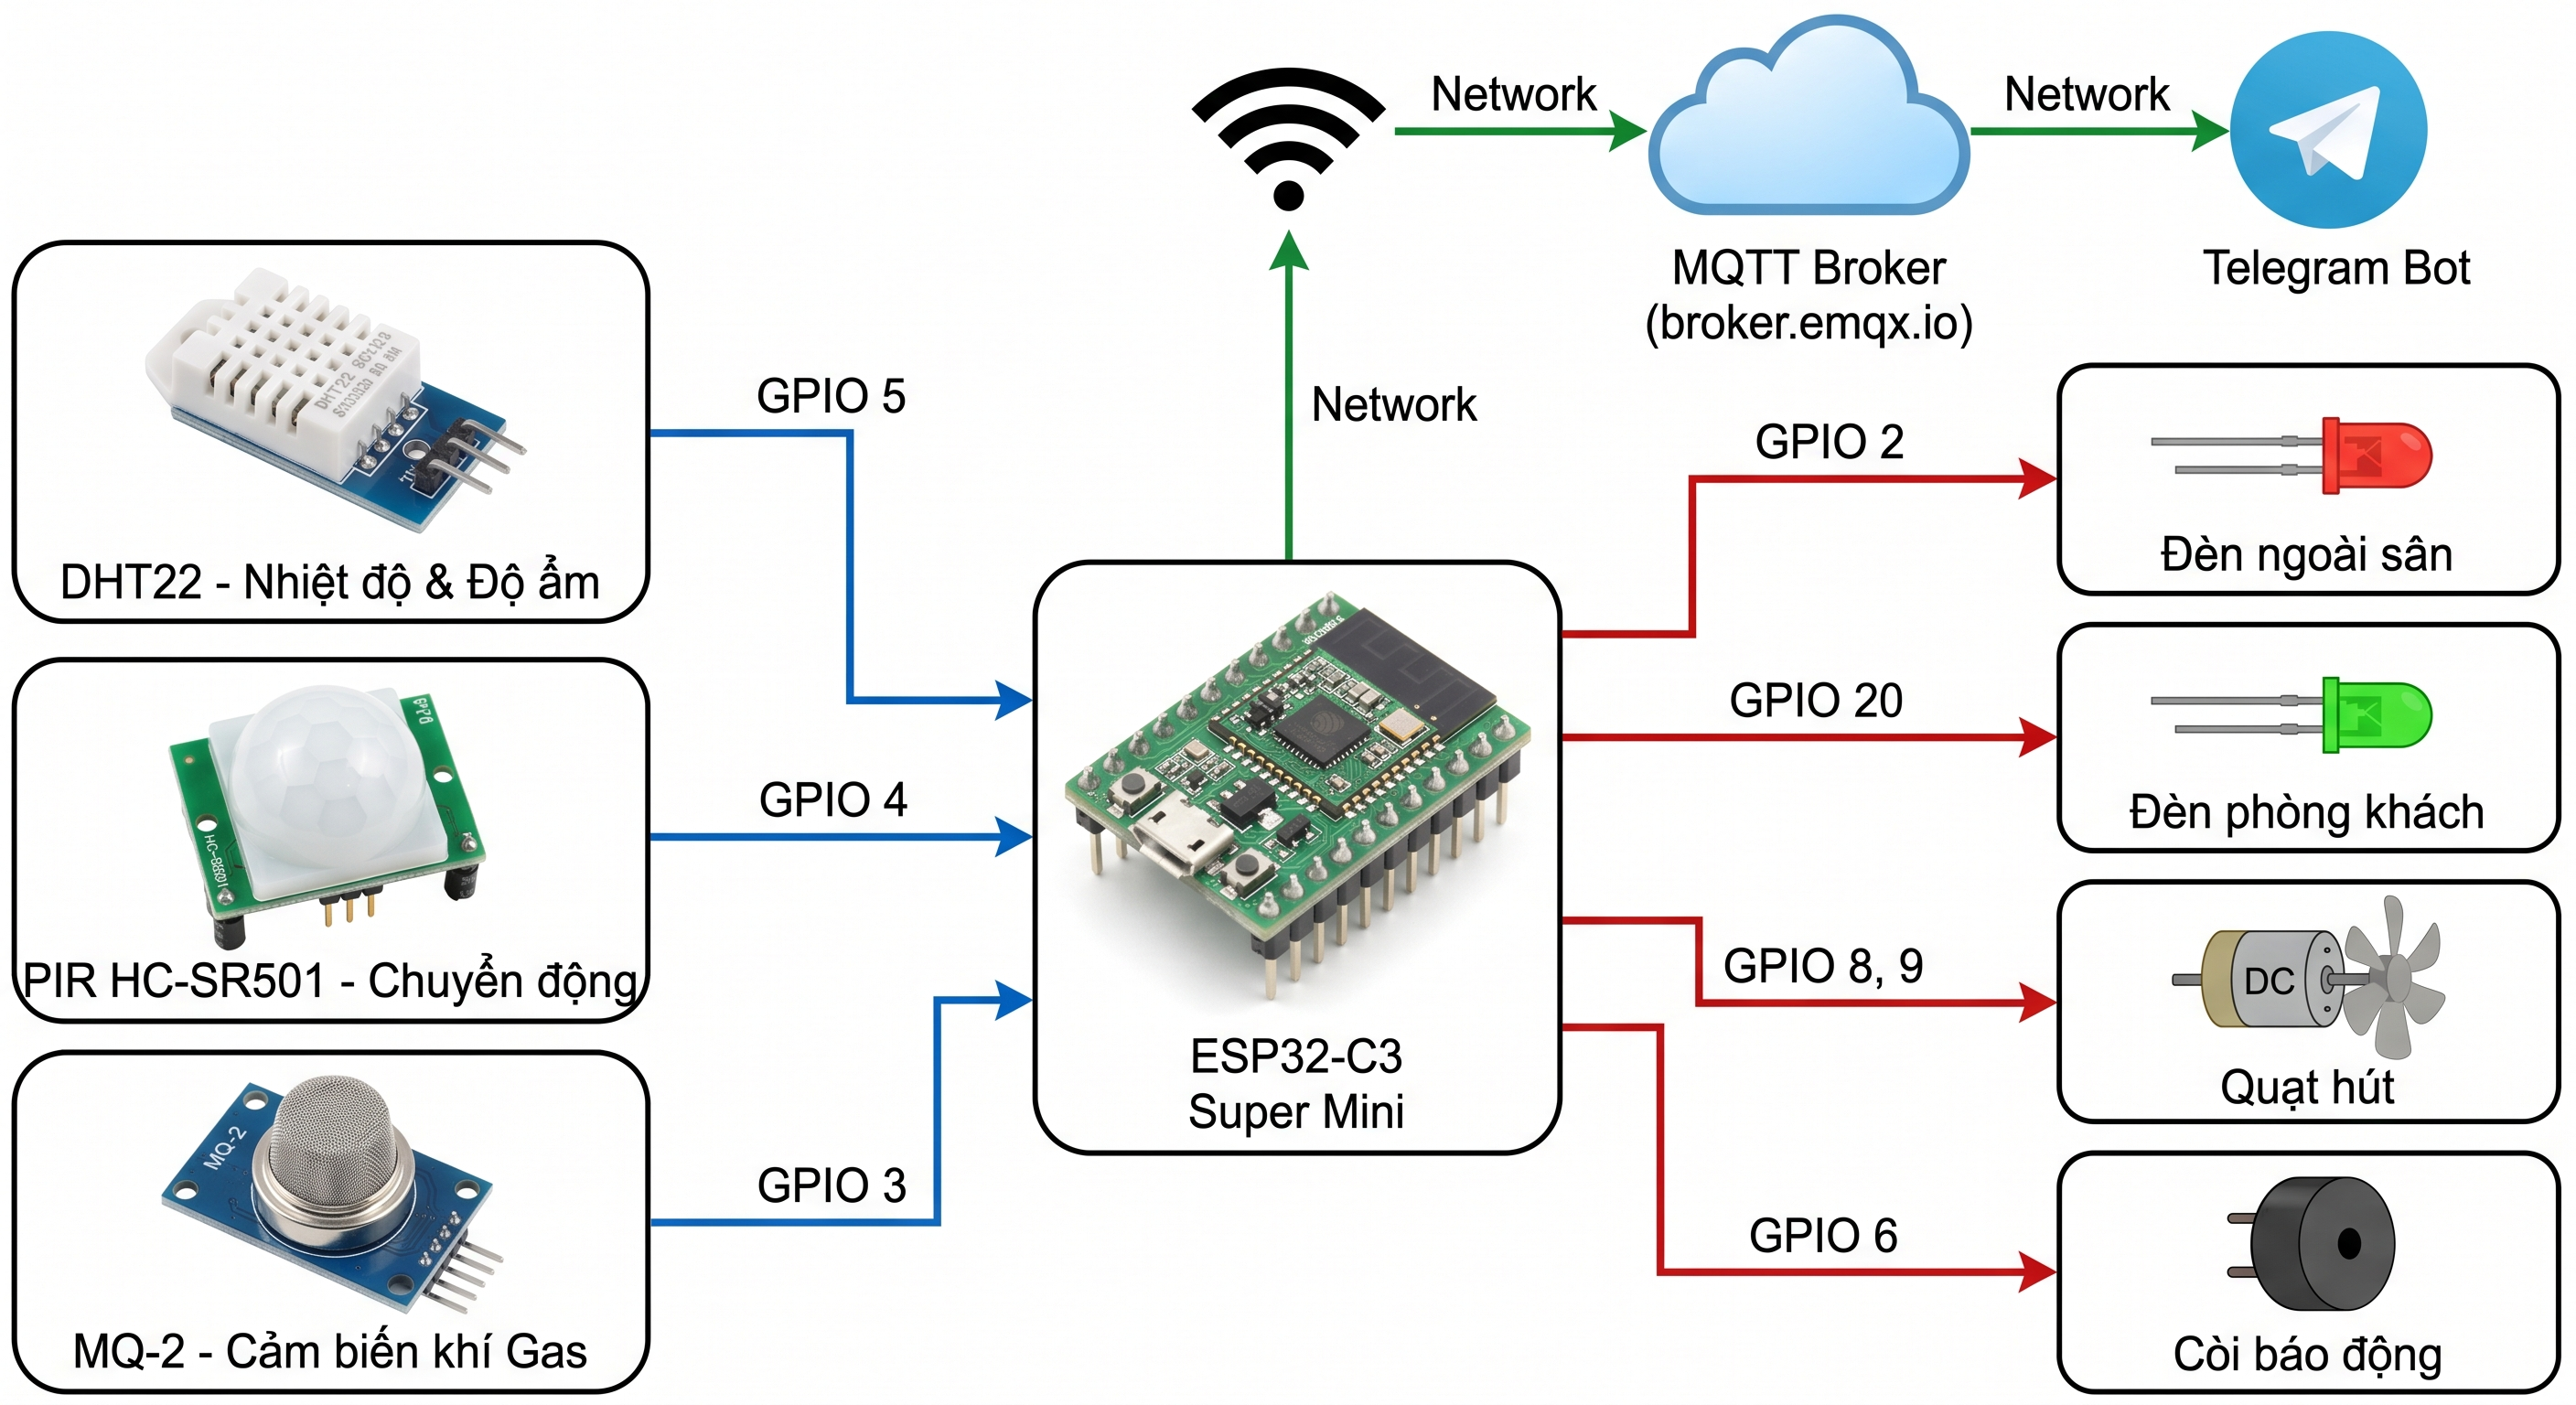 Network
Network
MQTT Broker
(broker.emqx.io)
Telegram Bot
Network
DHT22
DHT22 - Nhiệt độ & Độ ẩm
GPIO 5
PIR HC-SR501 - Chuyển động
GPIO 4
MQ-2
MQ-2 - Cảm biến khí Gas
GPIO 3
ESP32-C3
Super Mini
GPIO 2
Đèn ngoài sân
GPIO 20
Đèn phòng khách
GPIO 8, 9
DC
Quạt hút
GPIO 6
Còi báo động